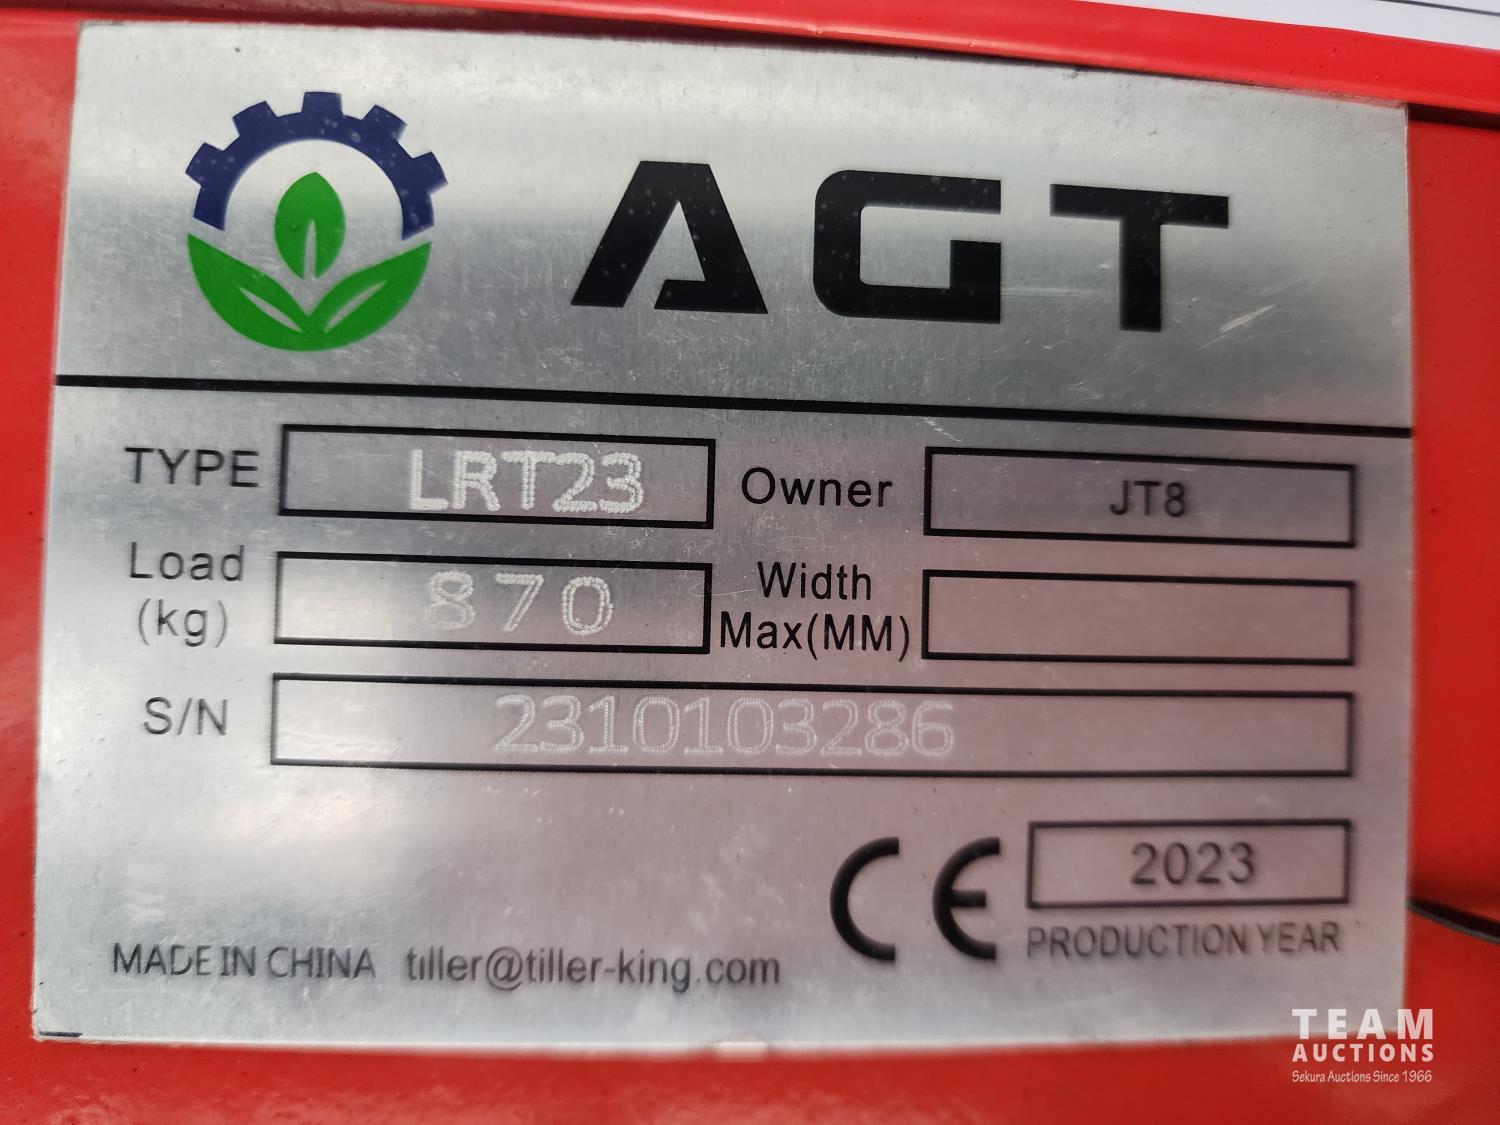 AGT
TYPE LRT23 Owner JT8
Load (kg) 870 Width Max(MM)
S/N 2310103286
CE 2023
PRODUCTION YEAR
MADE IN CHINA tiller@tiller-king.com
TEAM
AUCTIONS
Sekura Auctions Since 1966